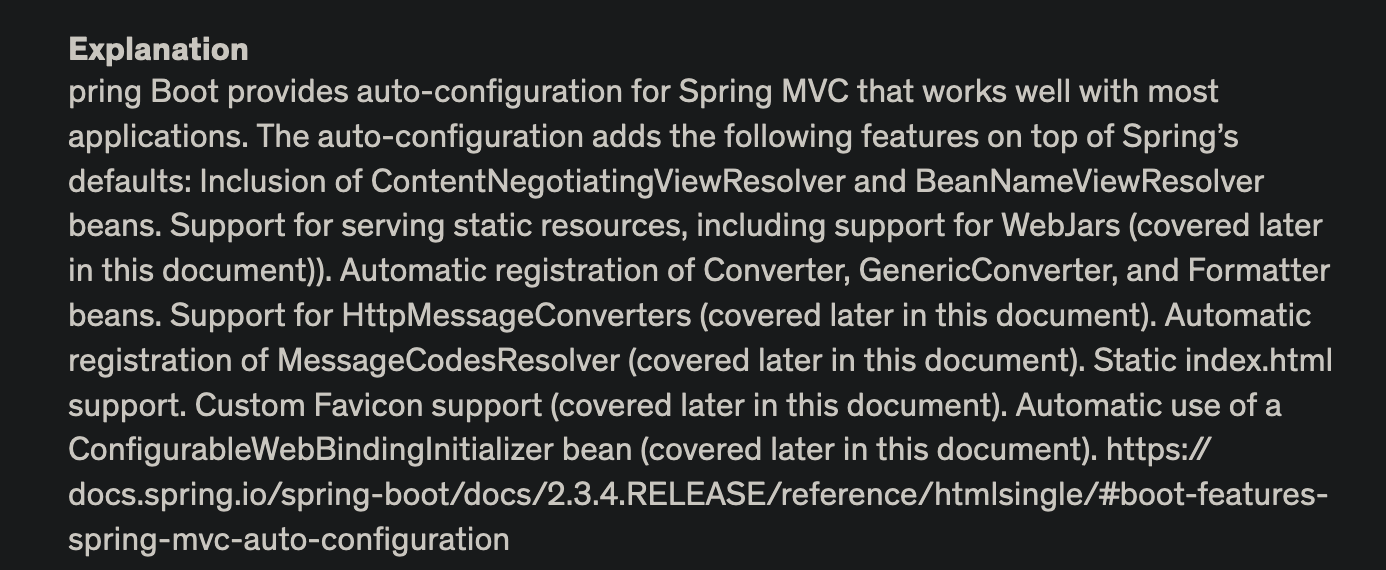 Explanation
pring Boot provides auto-configuration for Spring MVC that works well with most
applications. The auto-configuration adds the following features on top of Spring’s
defaults: Inclusion of ContentNegotiatingViewResolver and BeanNameViewResolver
beans. Support for serving static resources, including support for WebJars (covered later
in this document)). Automatic registration of Converter, GenericConverter, and Formatter
beans. Support for HttpMessageConverters (covered later in this document). Automatic
registration of MessageCodesResolver (covered later in this document). Static index.html
support. Custom Favicon support (covered later in this document). Automatic use of a
ConfigurableWebBindingInitializer bean (covered later in this document). https://
docs.spring.io/spring-boot/docs/2.3.4.RELEASE/reference/htmlsingle/#boot-features-
spring-mvc-auto-configuration